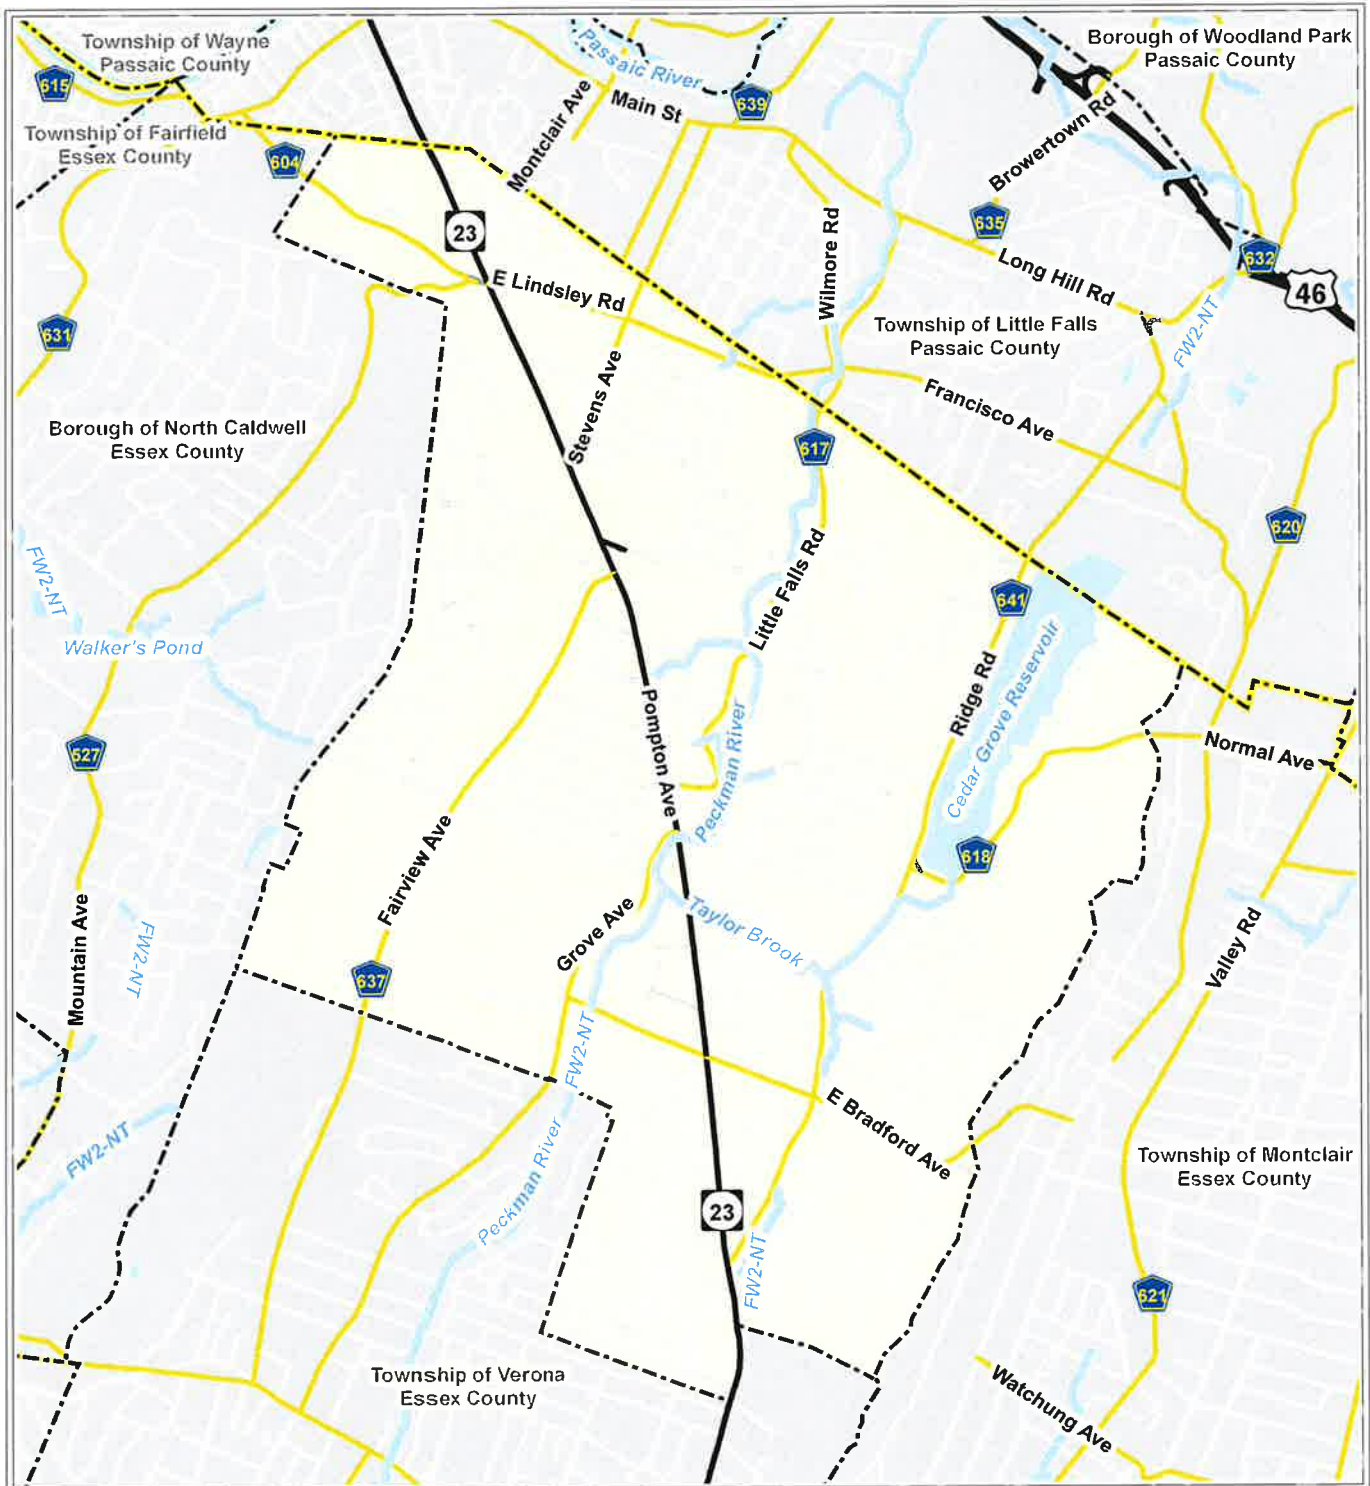 Township of Wayne
Passaic County
Borough of Woodland Park
Passaic County
Passaic River
615
639
Main St
Montclair Ave
Browertown Rd
Township of Fairfield
Essex County
604
23
635
Wilmore Rd
632
Long Hill Rd
46
E Lindsley Rd
631
Township of Little Falls
Passaic County
FW2-NT
Stevens Ave
Francisco Ave
Borough of North Caldwell
Essex County
617
620
FW2-NT
Little Falls Rd
641
Walker's Pond
Ridge Rd
Cedar Grove Reservoir
Pompton Ave
Peckman River
527
Normal Ave
Fairview Ave
618
Mountain Ave
FW2-NT
Grove Ave
Taylor Brook
Valley Rd
637
FW2-NT
E Bradford Ave
FW2-NT
Peckman River
Township of Montclair
Essex County
23
FW2-NT
621
Township of Verona
Essex County
Watchung Ave